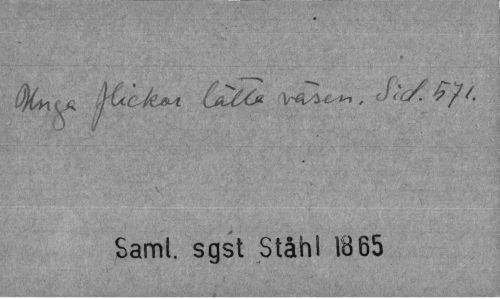 Unga flickor lätta väsen. Sid. 571.
Saml. sgst Ståhl 1865